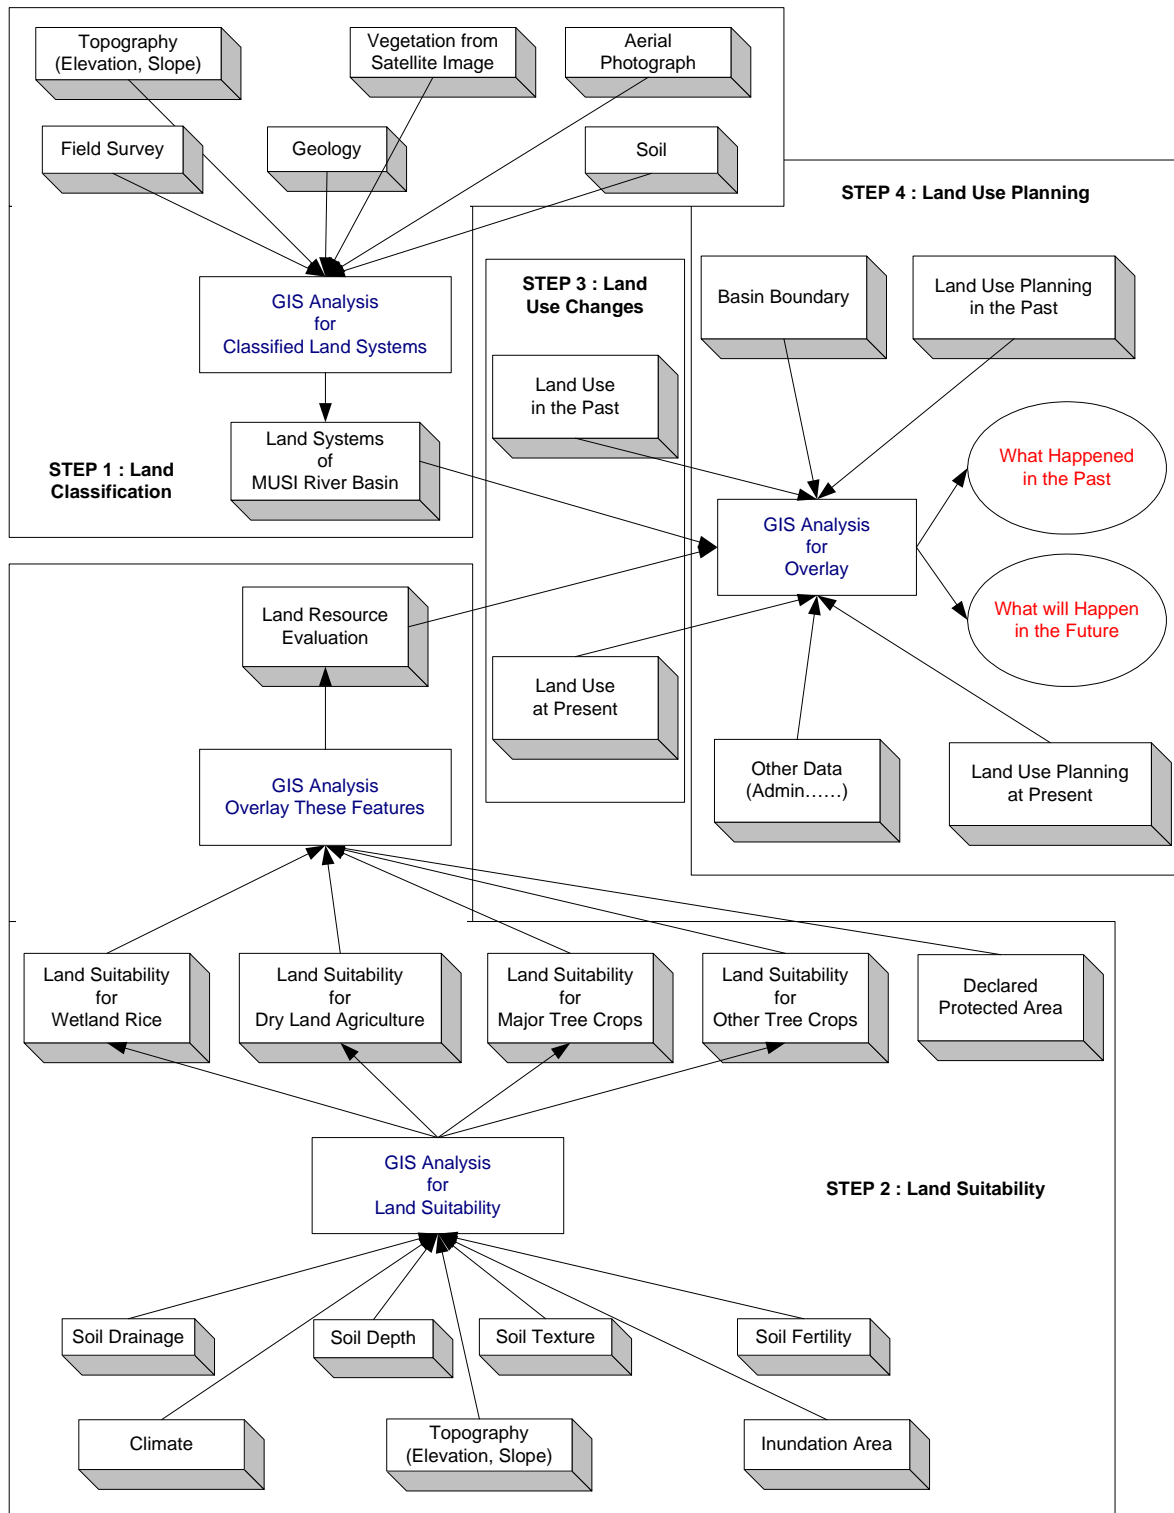 Topography
(Elevation, Slope)
Vegetation from
Satellite Image
Aerial
Photograph
Field Survey
Geology
Soil
STEP 4 : Land Use Planning
GIS Analysis
for
Classified Land Systems
STEP 3 : Land
Use Changes
Basin Boundary
Land Use Planning
in the Past
Land Use
in the Past
STEP 1 : Land
Classification
Land Systems
of
MUSI River Basin
What Happened
in the Past
GIS Analysis
for
Overlay
What will Happen
in the Future
Land Resource
Evaluation
Land Use
at Present
GIS Analysis
Overlay These Features
Other Data
(Admin……)
Land Use Planning
at Present
Land Suitability
for
Wetland Rice
Land Suitability
for
Dry Land Agriculture
Land Suitability
for
Major Tree Crops
Land Suitability
for
Other Tree Crops
Declared
Protected Area
GIS Analysis
for
Land Suitability
STEP 2 : Land Suitability
Soil Drainage
Soil Depth
Soil Texture
Soil Fertility
Climate
Topography
(Elevation, Slope)
Inundation Area